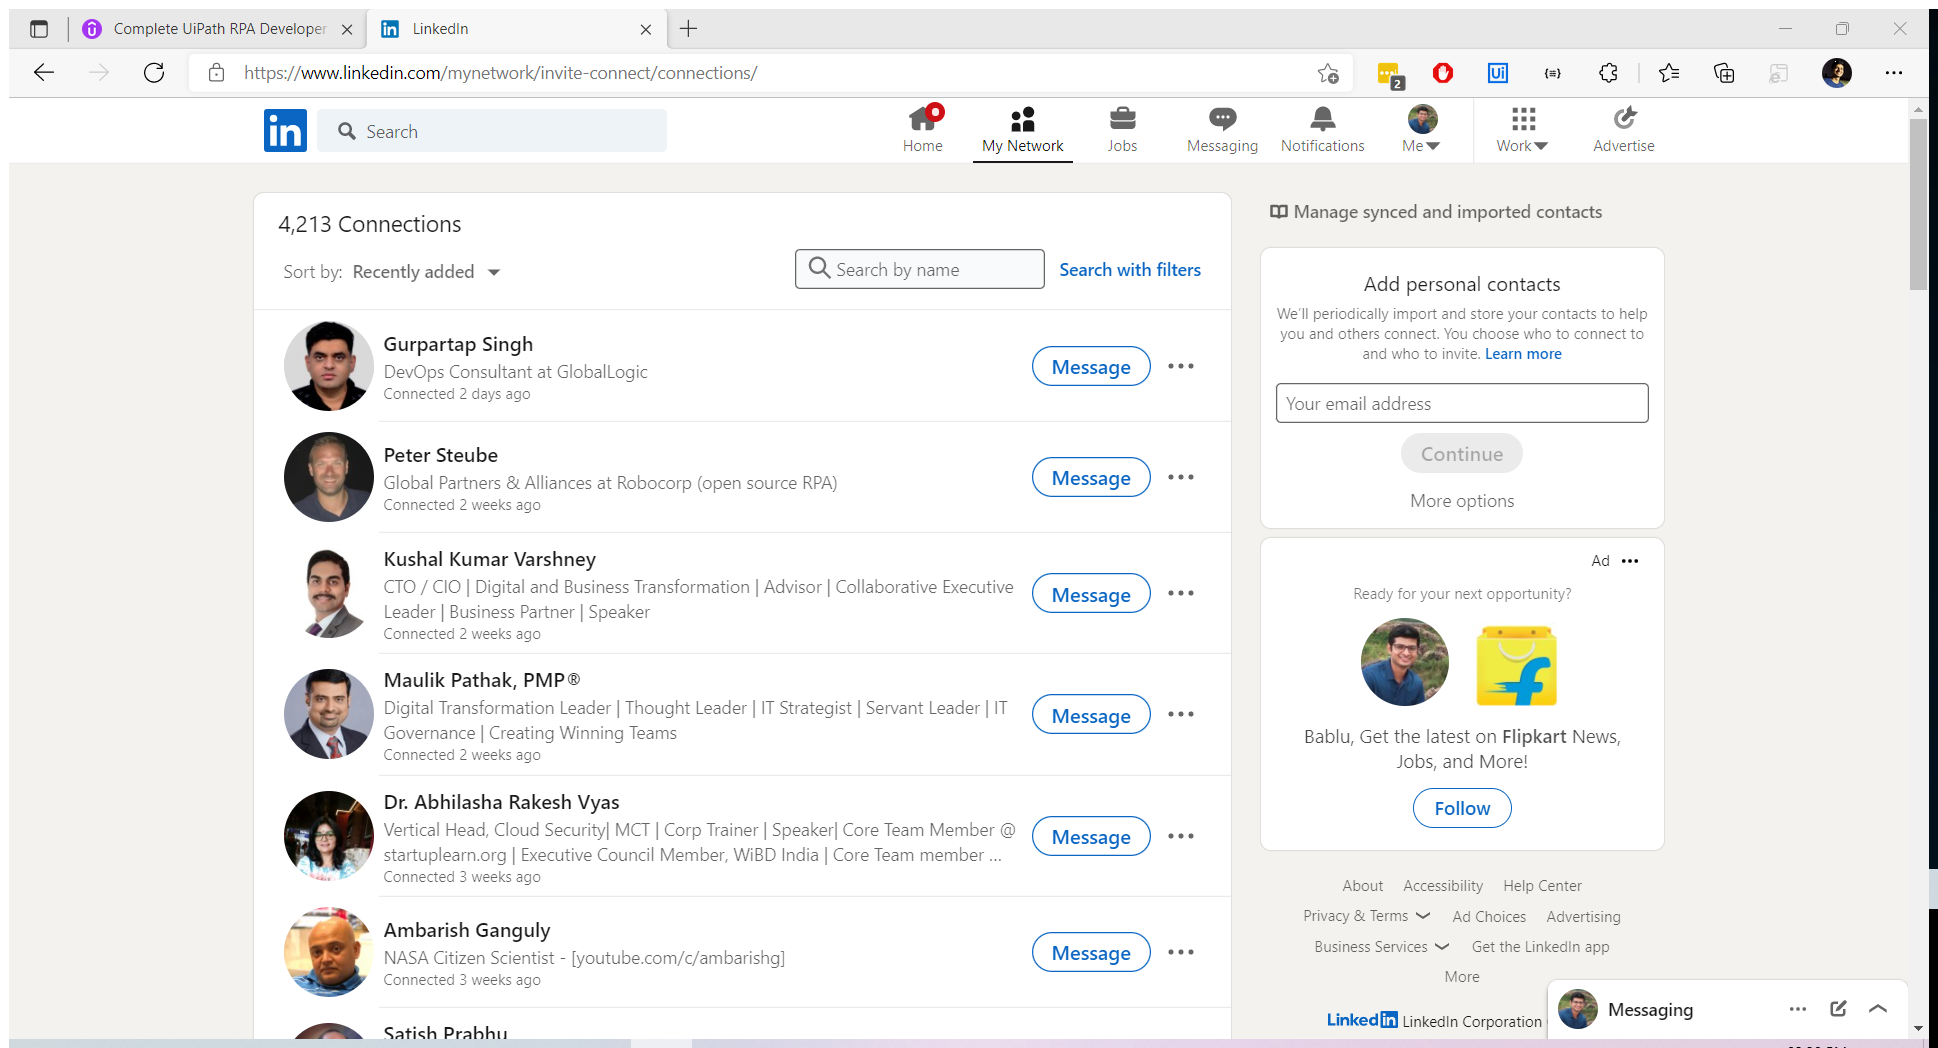 Complete UiPath RPA Developer
LinkedIn
https://www.linkedin.com/mynetwork/invite-connect/connections/
2
Ui
in
Search
Home
My Network
Jobs
Messaging
Notifications
Me
Work
Advertise
4,213 Connections
Sort by: Recently added
Search by name
Search with filters
Gurpartap Singh
DevOps Consultant at GlobalLogic
Connected 2 days ago
Message
Peter Steube
Global Partners & Alliances at Robocorp (open source RPA)
Connected 2 weeks ago
Message
Kushal Kumar Varshney
CTO / CIO | Digital and Business Transformation | Advisor | Collaborative Executive
Leader | Business Partner | Speaker
Connected 2 weeks ago
Message
Maulik Pathak, PMP®
Digital Transformation Leader | Thought Leader | IT Strategist | Servant Leader | IT
Governance | Creating Winning Teams
Connected 2 weeks ago
Message
Dr. Abhilasha Rakesh Vyas
Vertical Head, Cloud Security| MCT | Corp Trainer | Speaker| Core Team Member @
startuplearn.org | Executive Council Member, WiBD India | Core Team member ...
Connected 3 weeks ago
Message
Ambarish Ganguly
NASA Citizen Scientist - [youtube.com/c/ambarishg]
Connected 3 weeks ago
Message
Satish Prabhu
Manage synced and imported contacts
Add personal contacts
We'll periodically import and store your contacts to help
you and others connect. You choose who to connect to
and who to invite. Learn more
Your email address
Continue
More options
Ad
Ready for your next opportunity?
Bablu, Get the latest on Flipkart News,
Jobs, and More!
Follow
About Accessibility Help Center
Privacy & Terms Ad Choices Advertising
Business Services Get the LinkedIn app
More
LinkedIn LinkedIn Corporation
Messaging